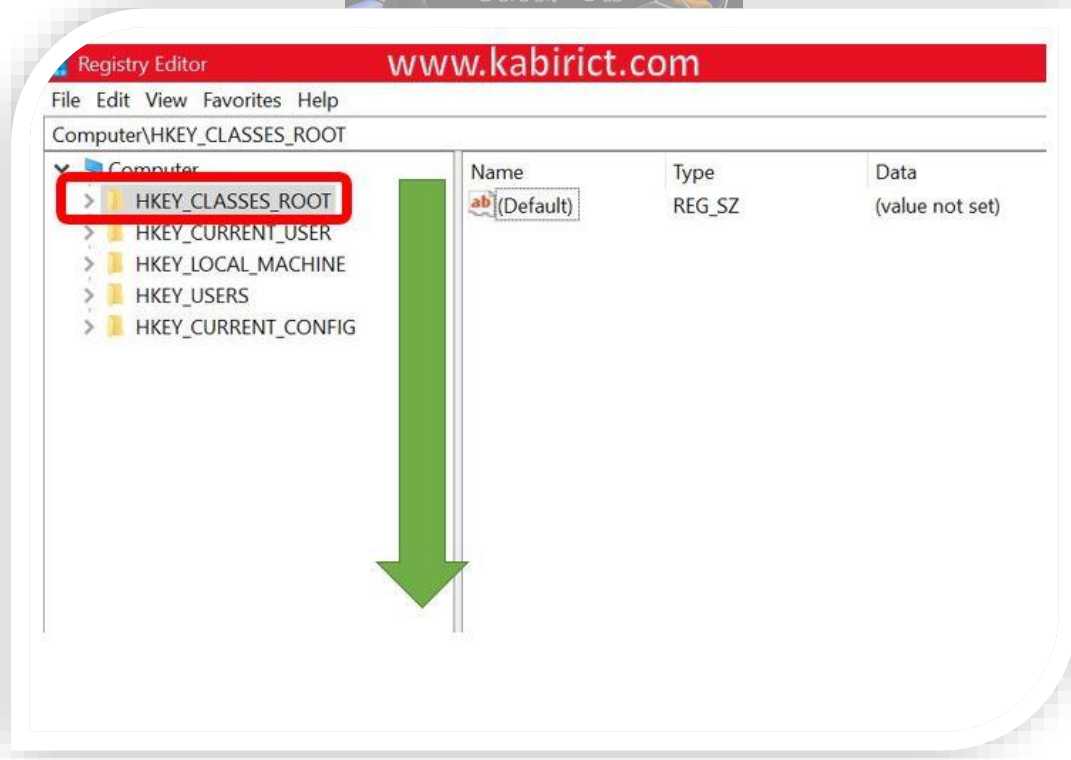 Registry Editor
www.kabirict.com
File Edit View Favorites Help
Computer\HKEY_CLASSES_ROOT
Computer
HKEY_CLASSES_ROOT
HKEY_CURRENT_USER
HKEY_LOCAL_MACHINE
HKEY_USERS
HKEY_CURRENT_CONFIG
Name Type Data
ab (Default) REG_SZ (value not set)